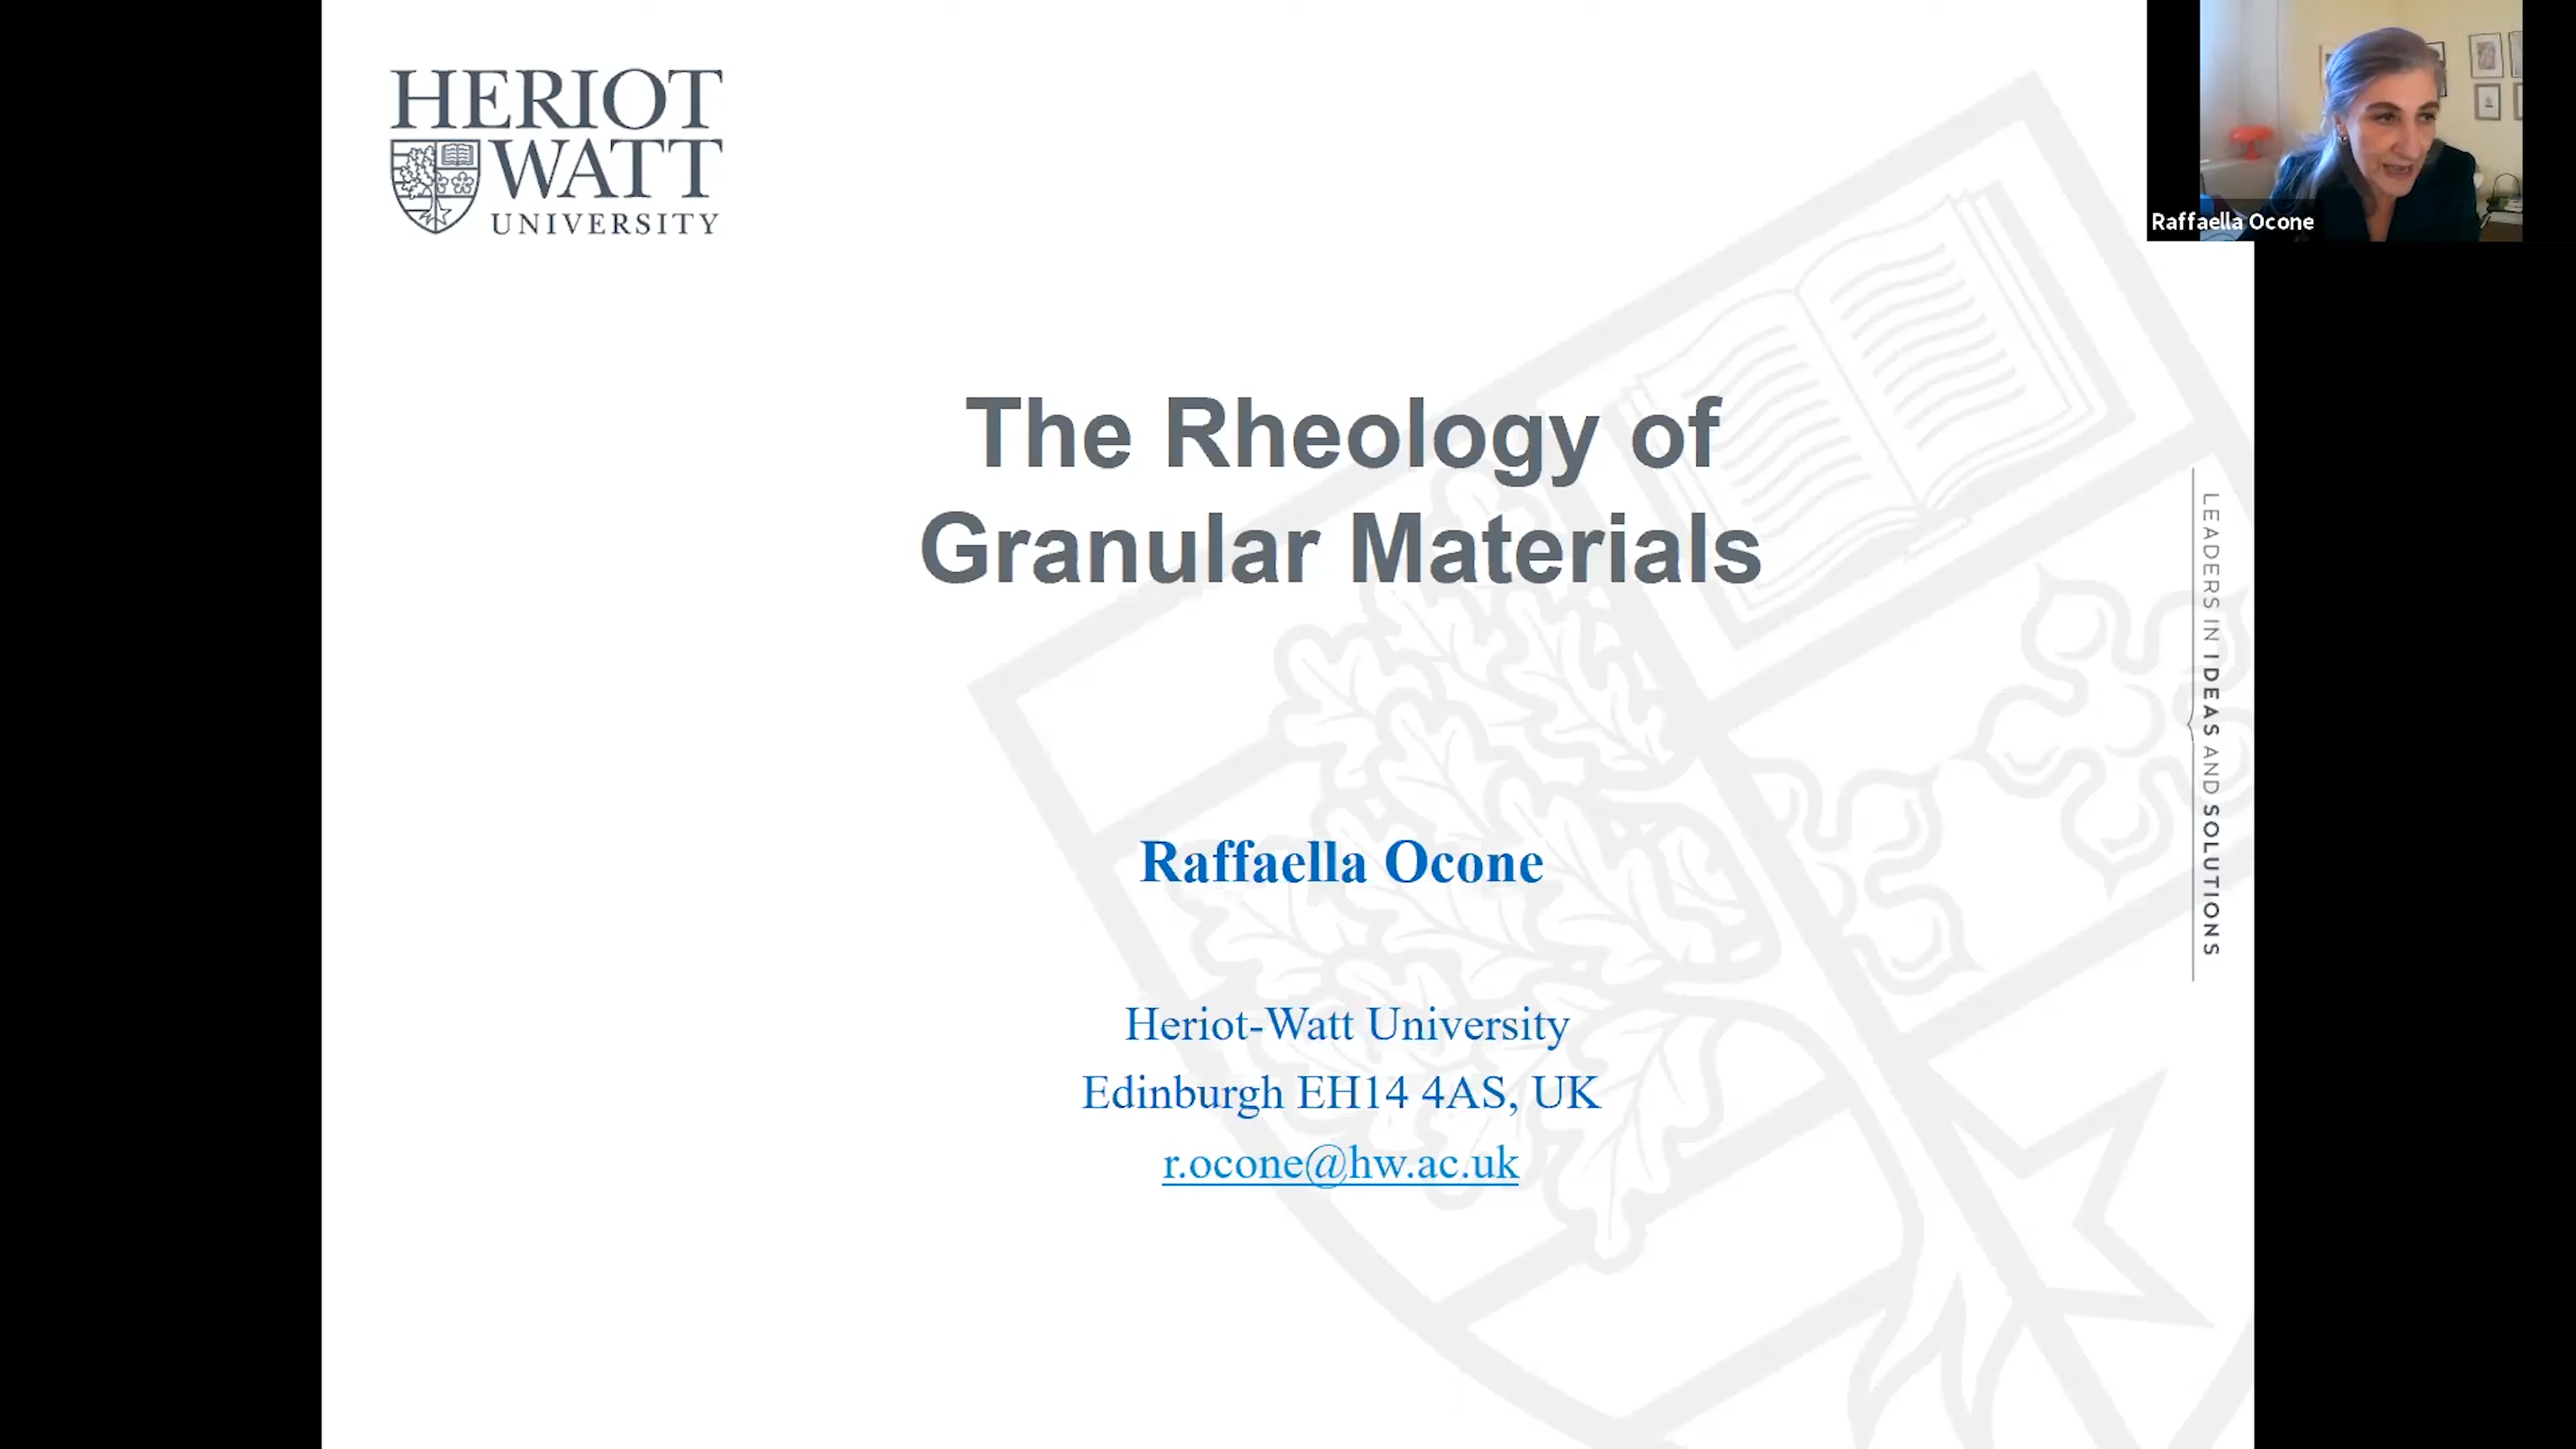 HERIOT
WATT
UNIVERSITY
Raffaella Ocone
The Rheology of
Granular Materials
LEADERS IN IDEAS AND SOLUTIONS
Raffaella Ocone
Heriot-Watt University
Edinburgh EH14 4AS, UK
r.ocone@hw.ac.uk